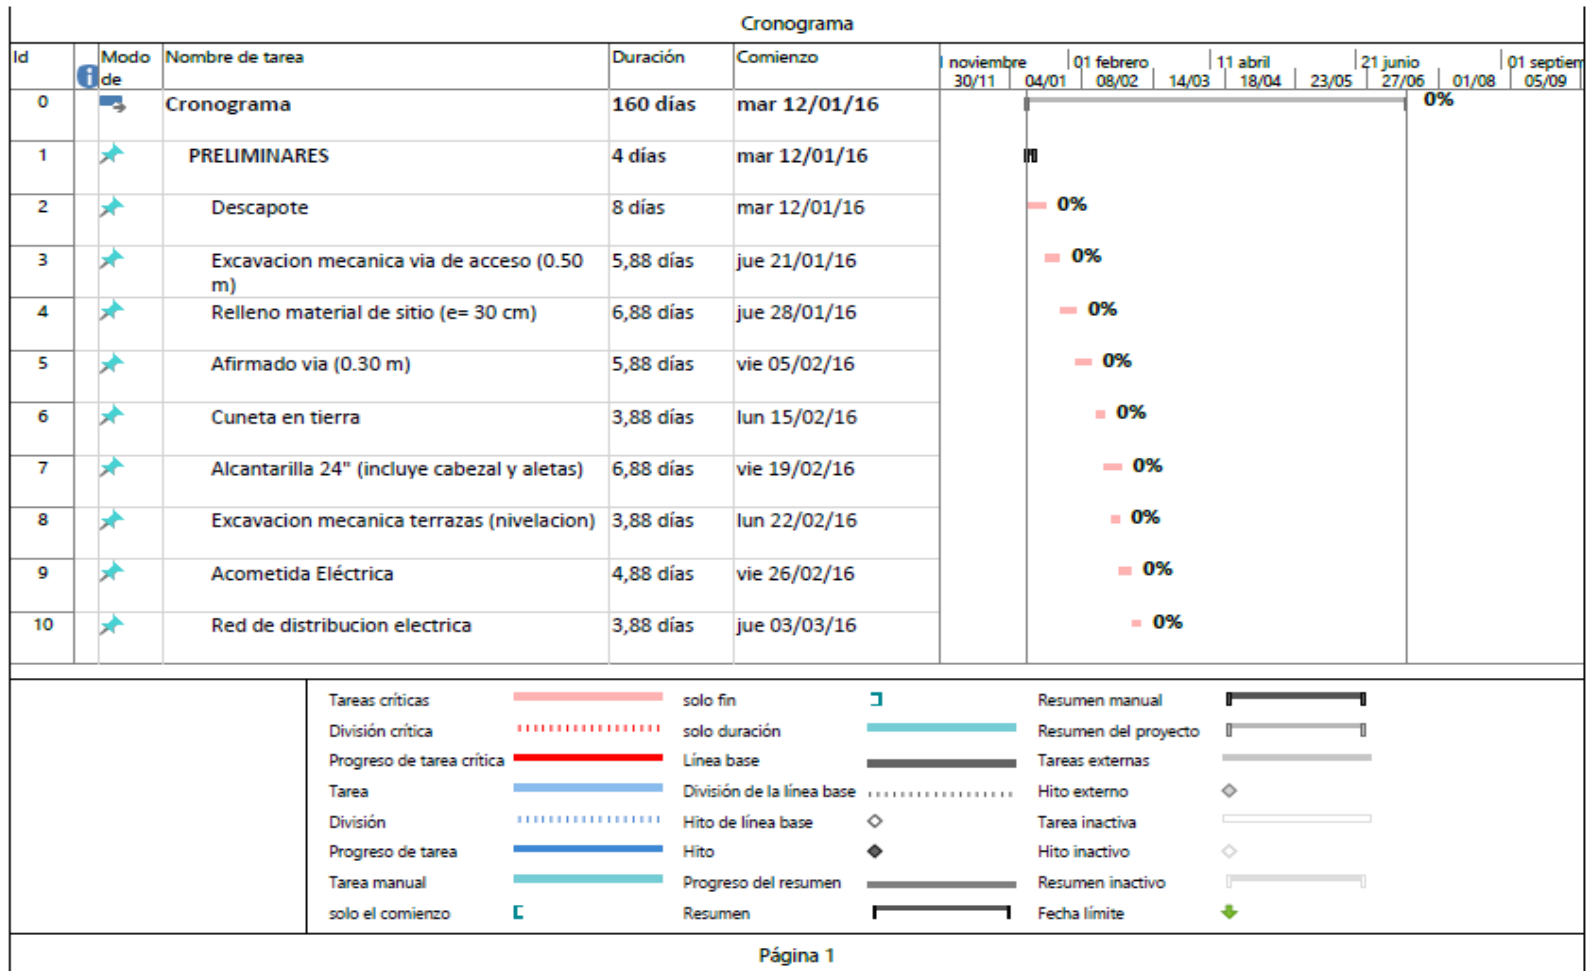 Cronograma
Id Modo de Nombre de tarea Duración Comienzo noviembre 01 febrero 11 abril 21 junio 01 septiem
30/11 04/01 08/02 14/03 18/04 23/05 27/06 01/08 05/09
0 Cronograma 160 días mar 12/01/16 0%
1 PRELIMINARES 4 días mar 12/01/16
2 Descapote 8 días mar 12/01/16 0%
3 Excavacion mecanica via de acceso (0.50 m) 5,88 días jue 21/01/16 0%
4 Relleno material de sitio (e= 30 cm) 6,88 días jue 28/01/16 0%
5 Afirmado via (0.30 m) 5,88 días vie 05/02/16 0%
6 Cuneta en tierra 3,88 días lun 15/02/16 0%
7 Alcantarilla 24" (incluye cabezal y aletas) 6,88 días vie 19/02/16 0%
8 Excavacion mecanica terrazas (nivelacion) 3,88 días lun 22/02/16 0%
9 Acometida Eléctrica 4,88 días vie 26/02/16 0%
10 Red de distribucion electrica 3,88 días jue 03/03/16 0%
Tareas críticas solo fin Resumen manual
División crítica solo duración Resumen del proyecto
Progreso de tarea crítica Línea base Tareas externas
Tarea División de la línea base Hito externo
División Hito de línea base Tarea inactiva
Progreso de tarea Hito Hito inactivo
Tarea manual Progreso del resumen Resumen inactivo
solo el comienzo Resumen Fecha límite
Página 1